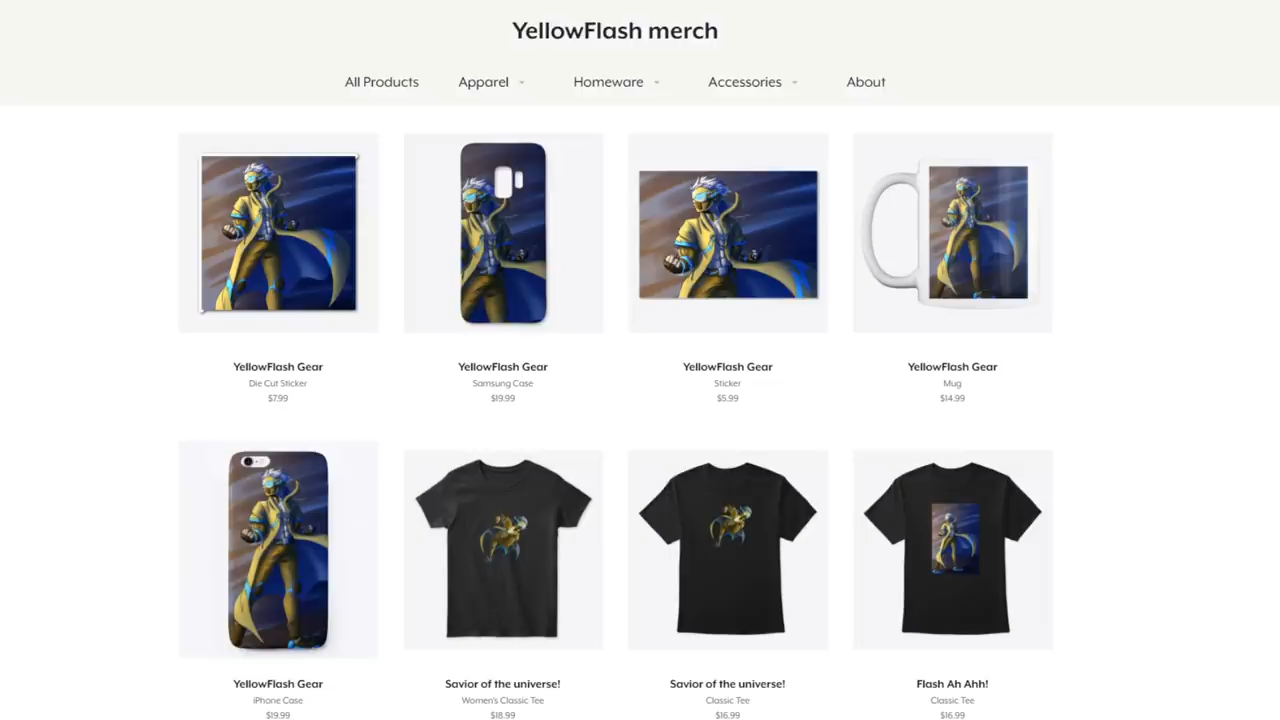 YellowFlash merch
All Products Apparel Homeware Accessories About
YellowFlash Gear YellowFlash Gear YellowFlash Gear YellowFlash Gear
Die Cut Sticker Samsung Case Sticker Mug
$7.99 $19.99 $5.99 $14.99
YellowFlash Gear Savior of the universe! Savior of the universe! Flash Ah Ahh!
iPhone Case Women's Classic Tee Classic Tee Classic Tee
$19.99 $18.99 $16.99 $16.99